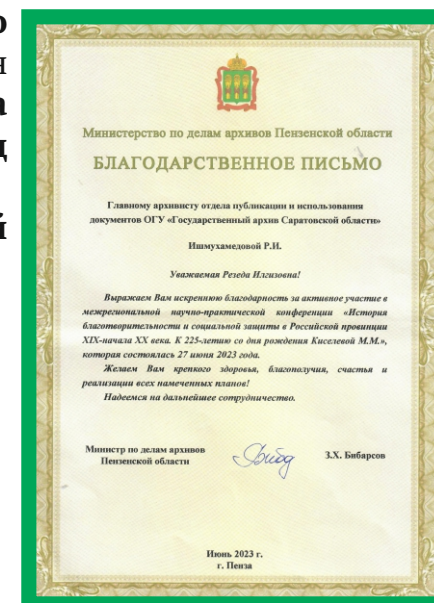 о
я
а
д
й
Министерство по делам архивов Пензенской области
БЛАГОДАРСТВЕННОЕ ПИСЬМО
Главному архивисту отдела публикации и использования
документов ОГУ «Государственный архив Саратовской области»
Ишмухамедовой Р.И.
Уважаемая Резеда Илгизовна!
Выражаем Вам искреннюю благодарность за активное участие в
межрегиональной научно-практической конференции «История
благотворительности и социальной защиты в Российской провинции
XIX-начала XX века. К 225-летию со дня рождения Киселевой М.М.»,
которая состоялась 27 июня 2023 года.
Желаем Вам крепкого здоровья, благополучия, счастья и
реализации всех намеченных планов!
Надеемся на дальнейшее сотрудничество.
Министр по делам архивов
Пензенской области
З.Х. Бибарсов
Июнь 2023 г.
г. Пенза